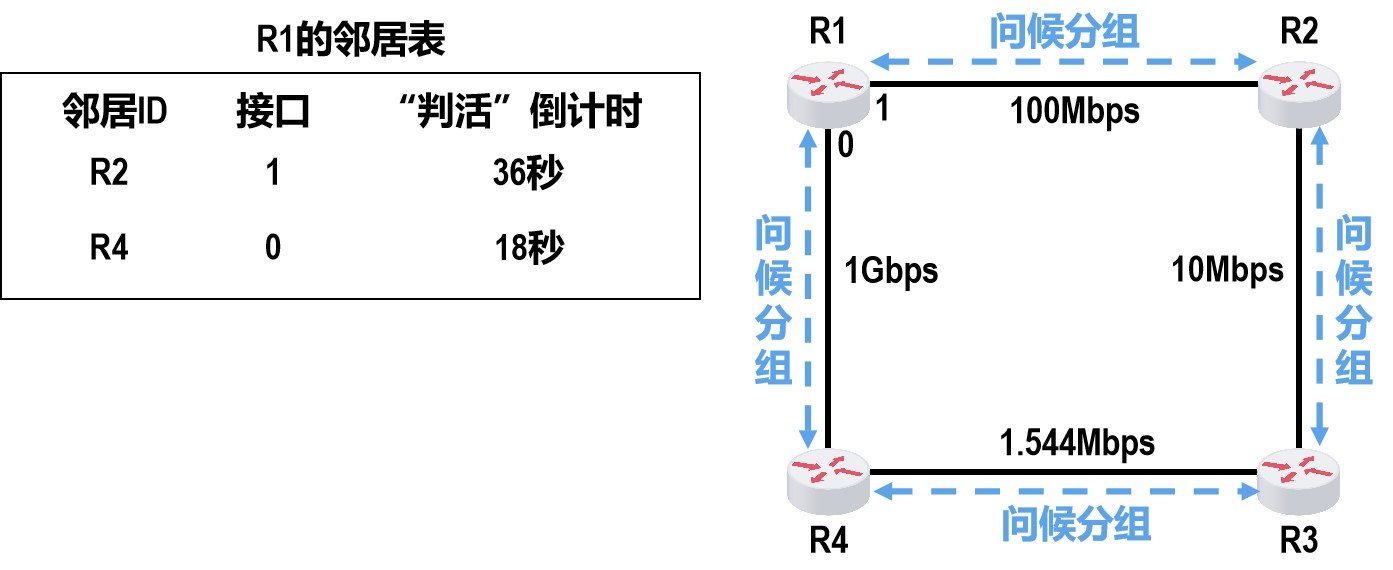 R1的邻居表
邻居ID 接口 “判活”倒计时
R2 1 36秒
R4 0 18秒
R1 问候分组 R2
1 100Mbps
0
问候分组 1Gbps 10Mbps 问候分组
1.544Mbps
R4 问候分组 R3